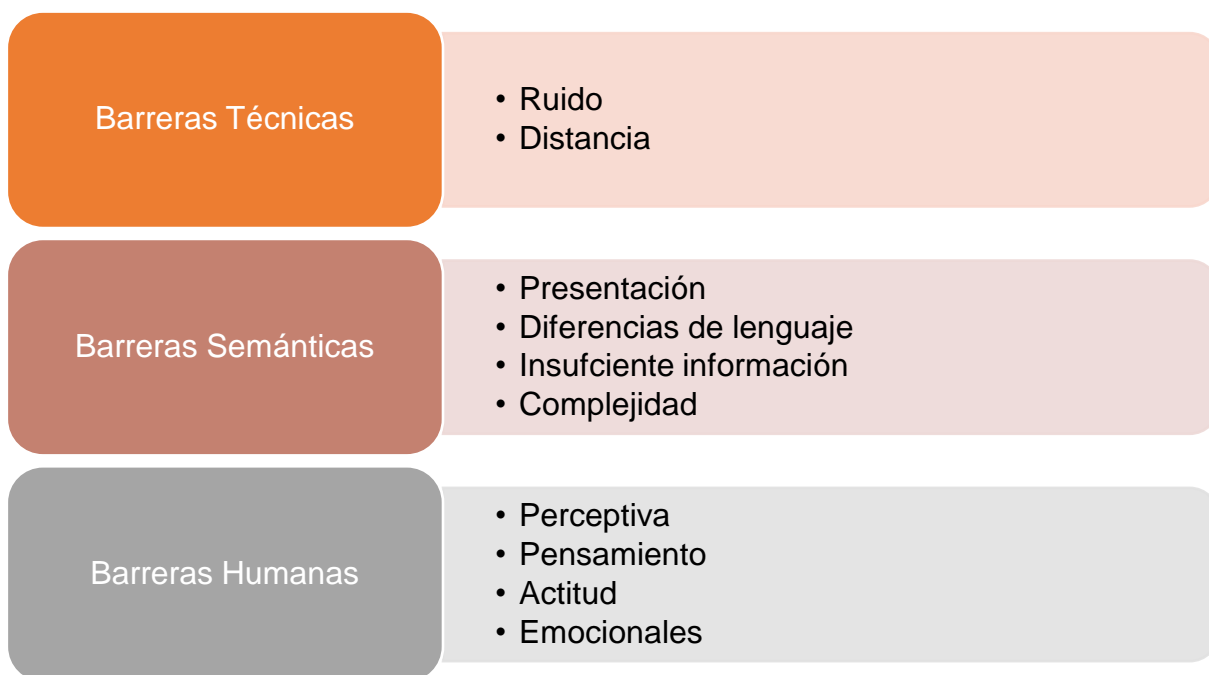 Barreras Técnicas
• Ruido
• Distancia
Barreras Semánticas
• Presentación
• Diferencias de lenguaje
• Insufciente información
• Complejidad
Barreras Humanas
• Perceptiva
• Pensamiento
• Actitud
• Emocionales